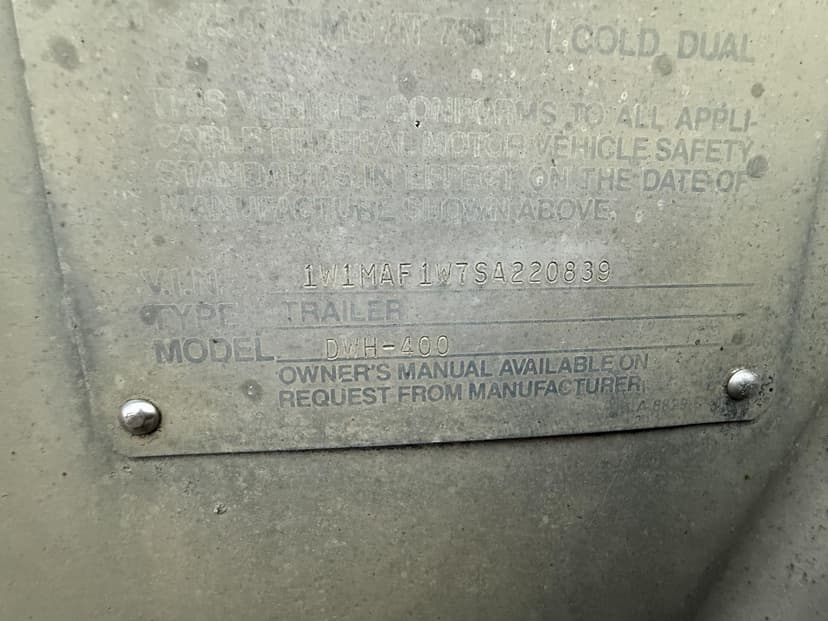 COLD, DUAL
THIS VEHICLE CONFORMS TO ALL APPLI-
CABLE FEDERAL MOTOR VEHICLE SAFETY
STANDARDS IN EFFECT ON THE DATE OF
MANUFACTURE SHOWN ABOVE.
V.I.N. 1W1MAF1W7SA220839
TYPE TRAILER
MODEL DWH-400
OWNER'S MANUAL AVAILABLE ON
REQUEST FROM MANUFACTURER